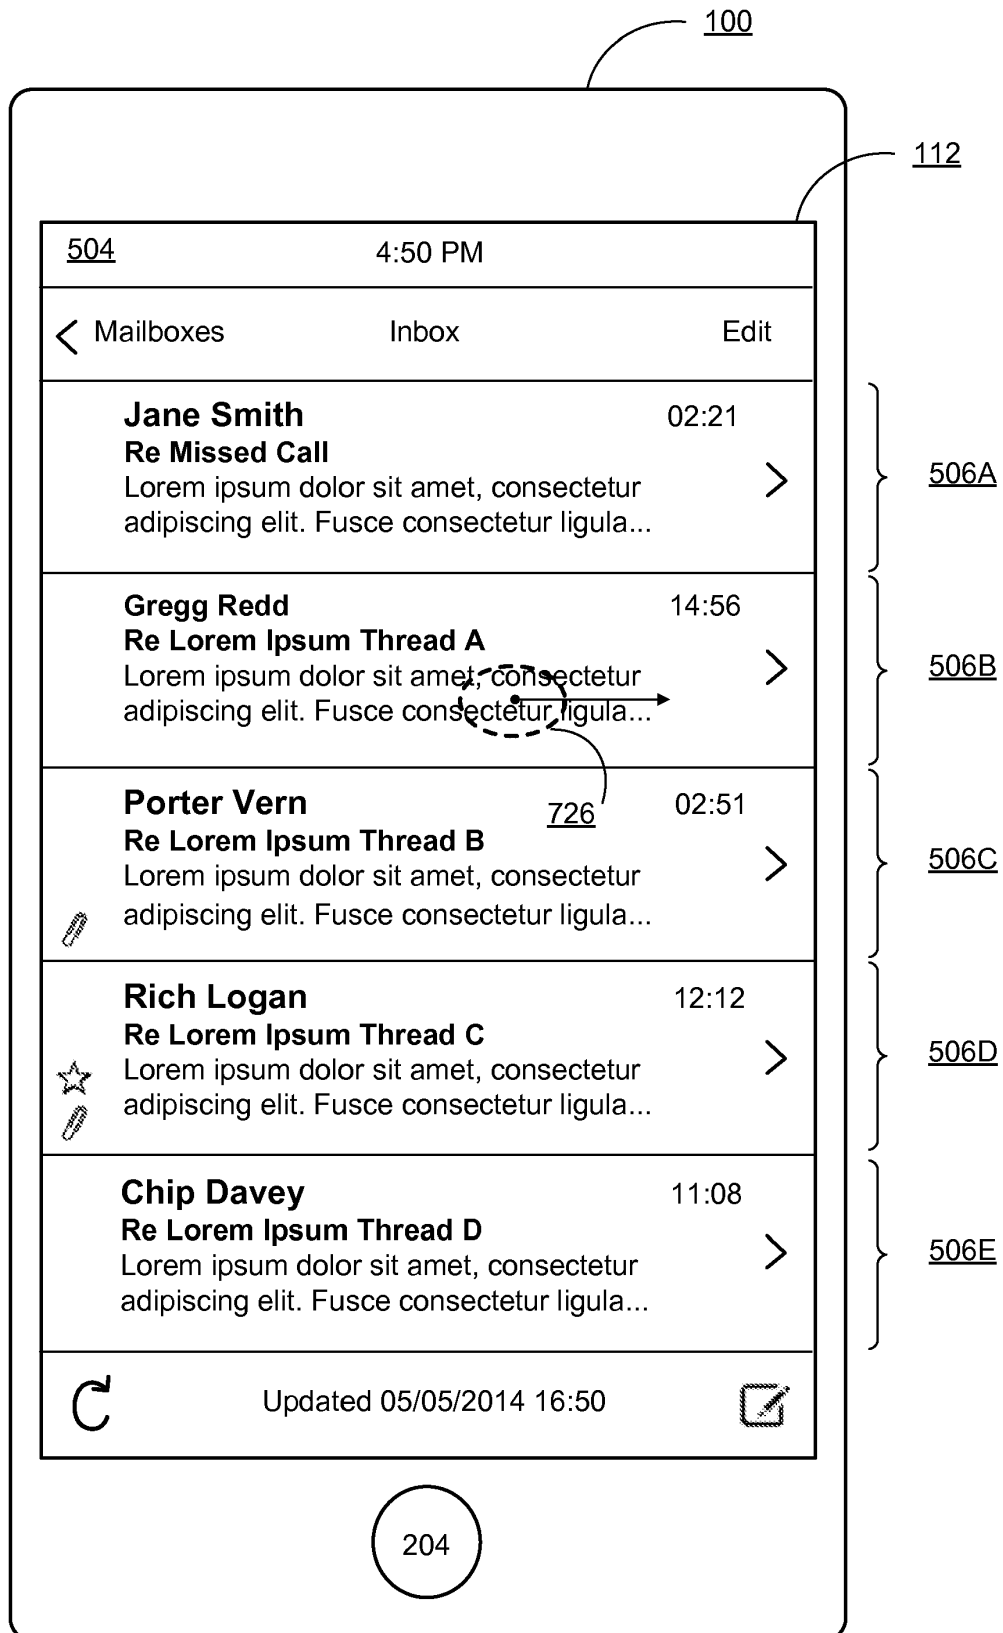 100
112
504 4:50 PM
Mailboxes Inbox Edit
Jane Smith 02:21
Re Missed Call
Lorem ipsum dolor sit amet, consectetur
adipiscing elit. Fusce consectetur ligula...
506A
Gregg Redd 14:56
Re Lorem Ipsum Thread A
Lorem ipsum dolor sit amet, consectetur
adipiscing elit. Fusce consectetur ligula...
506B
726
Porter Vern 02:51
Re Lorem Ipsum Thread B
Lorem ipsum dolor sit amet, consectetur
adipiscing elit. Fusce consectetur ligula...
506C
Rich Logan 12:12
Re Lorem Ipsum Thread C
Lorem ipsum dolor sit amet, consectetur
adipiscing elit. Fusce consectetur ligula...
506D
Chip Davey 11:08
Re Lorem Ipsum Thread D
Lorem ipsum dolor sit amet, consectetur
adipiscing elit. Fusce consectetur ligula...
506E
Updated 05/05/2014 16:50
204